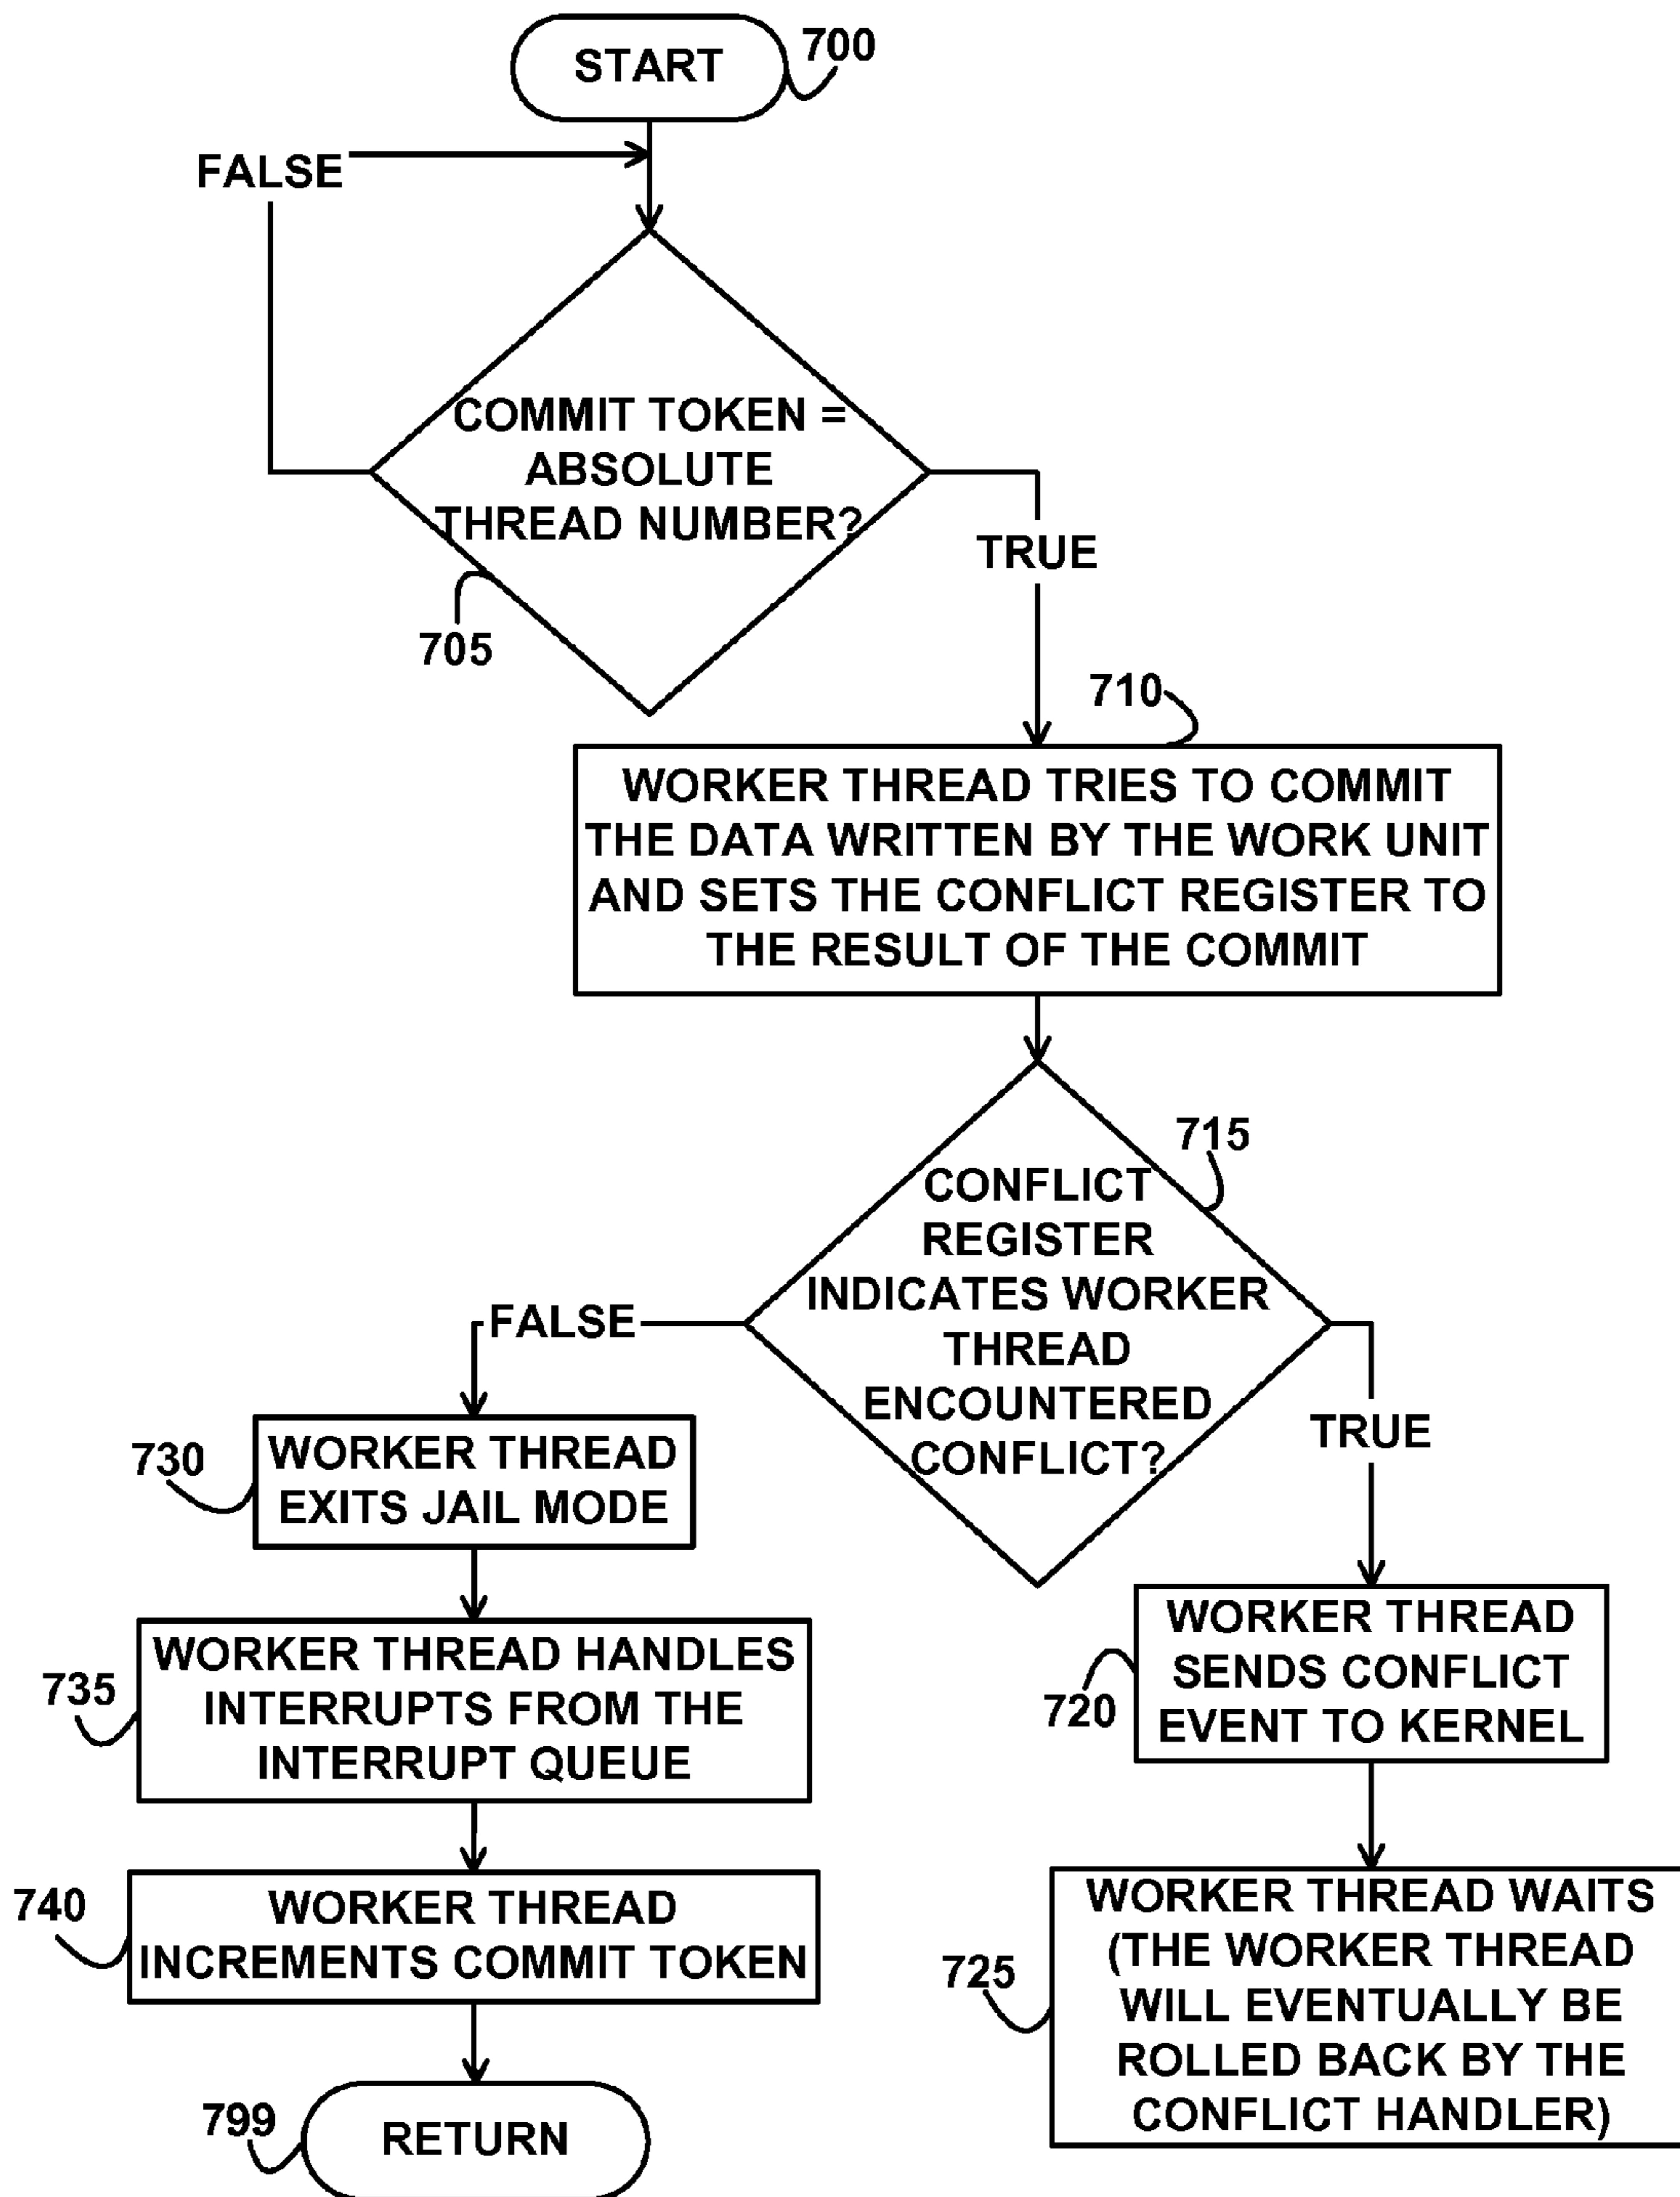 START
700
FALSE
COMMIT TOKEN =
ABSOLUTE
THREAD NUMBER?
TRUE
705
710
WORKER THREAD TRIES TO COMMIT
THE DATA WRITTEN BY THE WORK UNIT
AND SETS THE CONFLICT REGISTER TO
THE RESULT OF THE COMMIT
715
CONFLICT
REGISTER
INDICATES WORKER
THREAD
ENCOUNTERED
CONFLICT?
FALSE
TRUE
730
WORKER THREAD
EXITS JAIL MODE
735
WORKER THREAD HANDLES
INTERRUPTS FROM THE
INTERRUPT QUEUE
720
WORKER THREAD
SENDS CONFLICT
EVENT TO KERNEL
740
WORKER THREAD
INCREMENTS COMMIT TOKEN
725
WORKER THREAD WAITS
(THE WORKER THREAD
WILL EVENTUALLY BE
ROLLED BACK BY THE
CONFLICT HANDLER)
799
RETURN